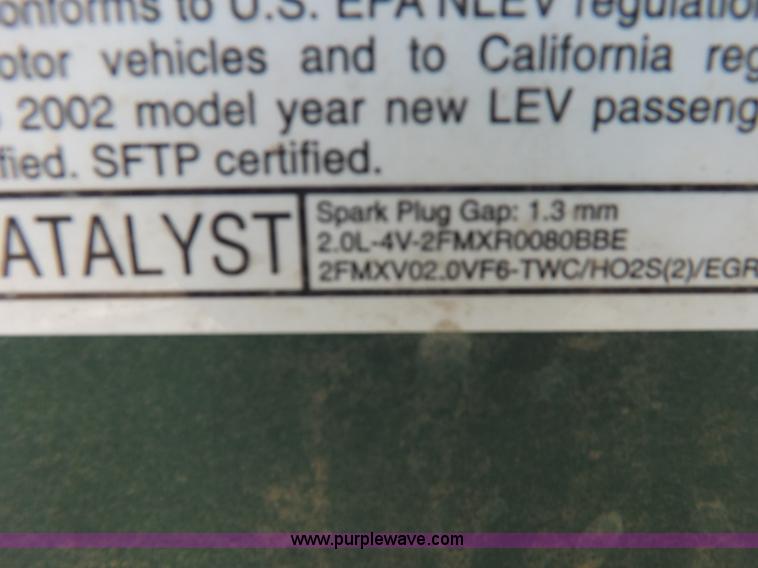 onforms to U.S. EPA NLEV regulation
otor vehicles and to California reg
2002 model year new LEV passeng
fied. SFTP certified.
ATALYST
Spark Plug Gap: 1.3 mm
2.0L-4V-2FMXR0080BBE
2FMXV02.0VF6-TWC/HO2S(2)/EGR
www.purplewave.com